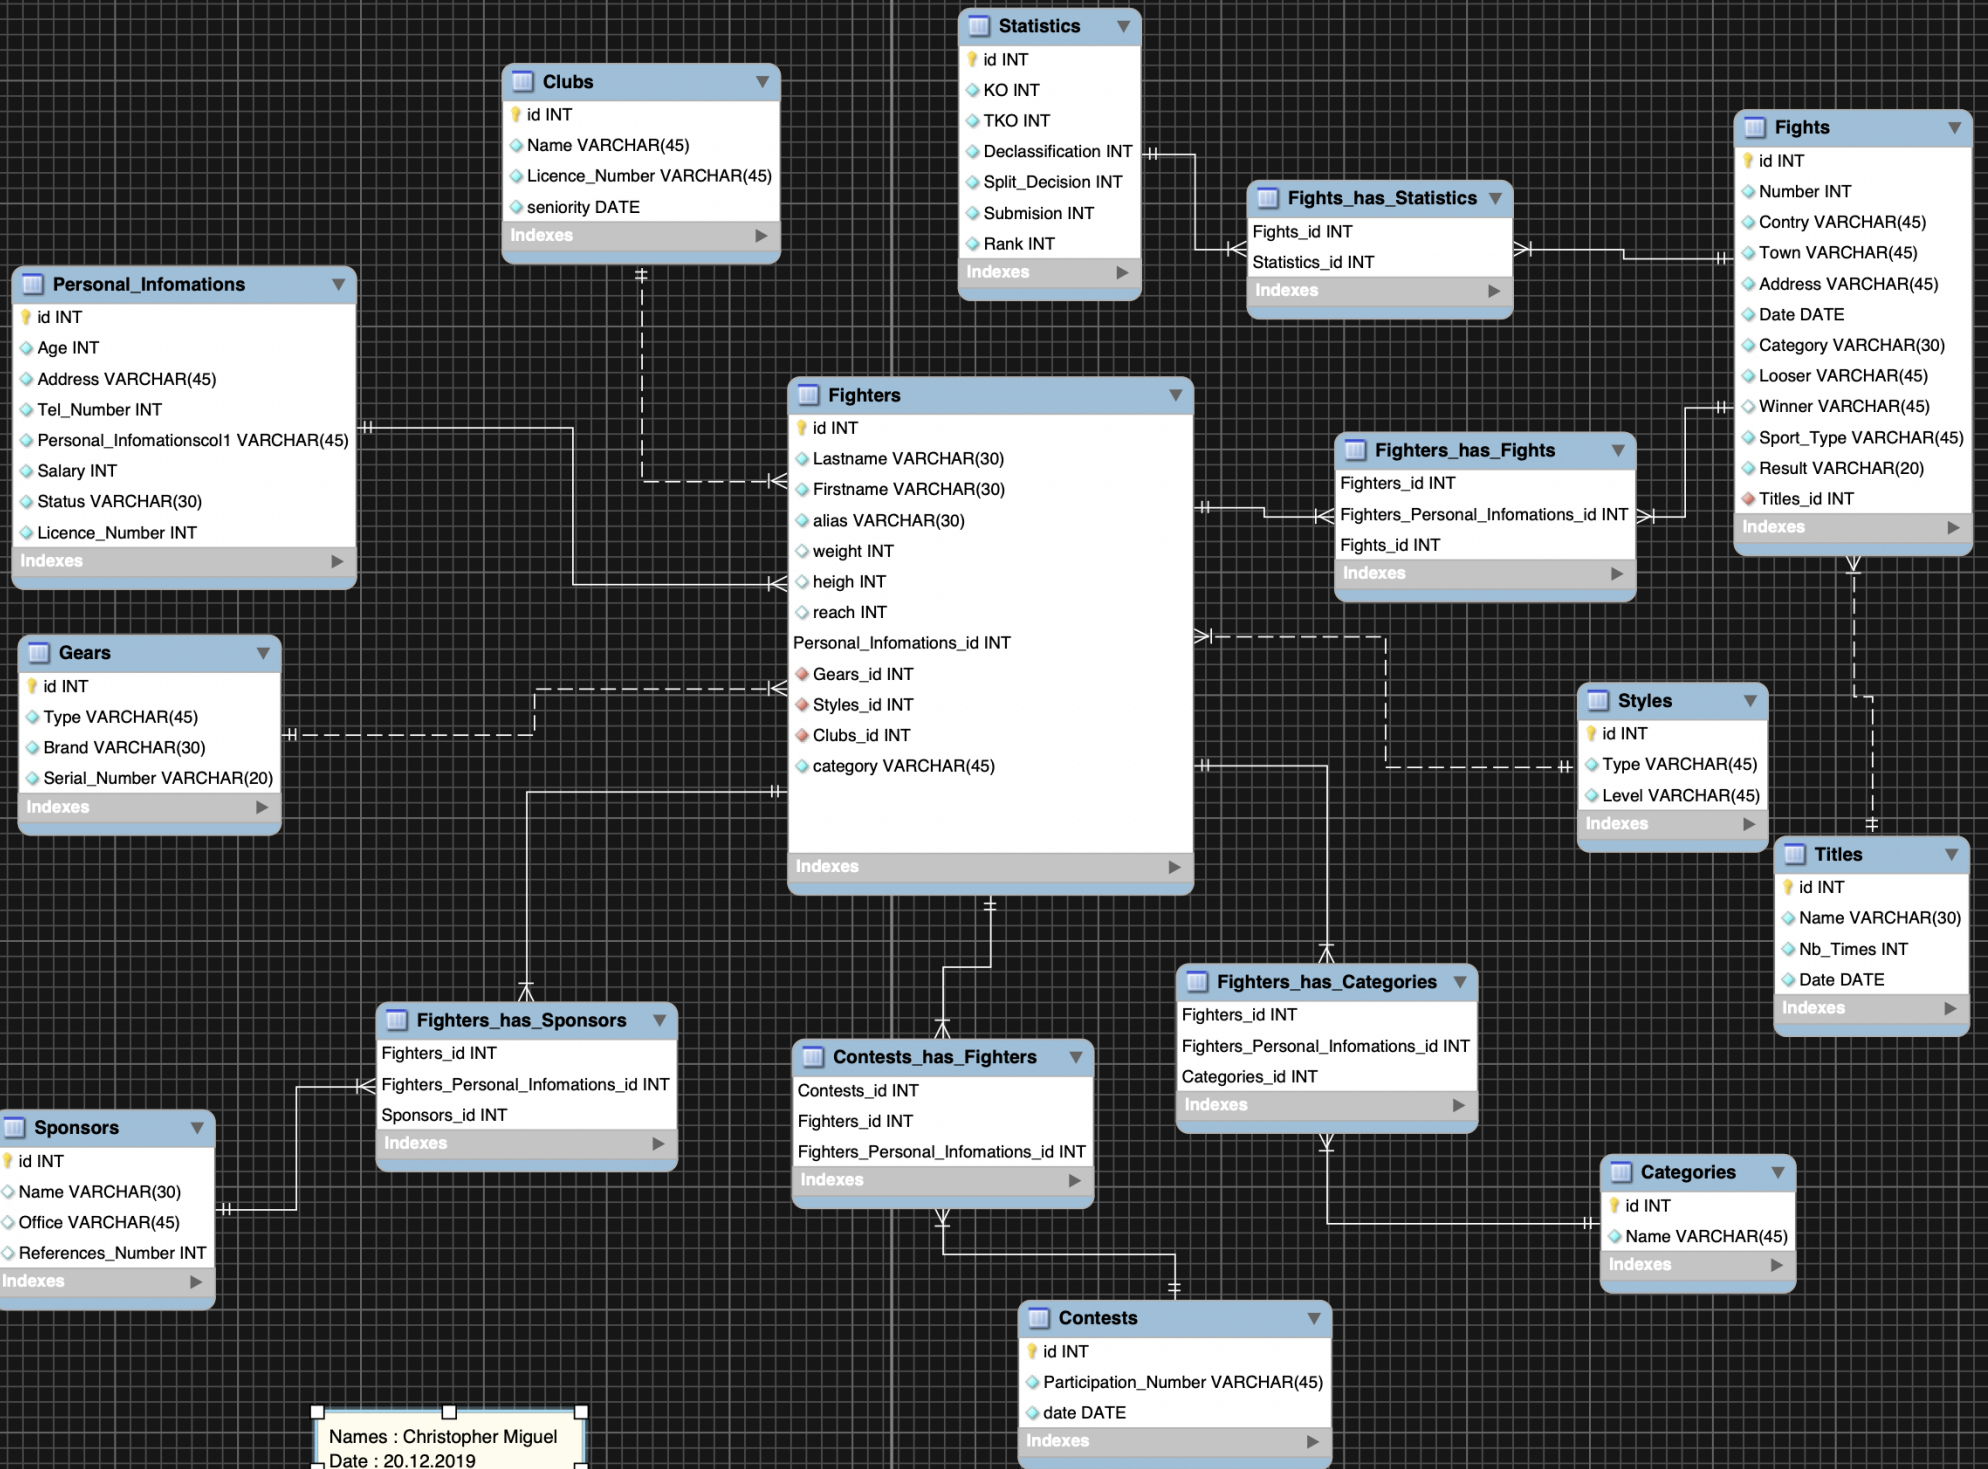 Statistics
id INT
KO INT
TKO INT
Declassification INT
Split_Decision INT
Submision INT
Rank INT
Indexes
Clubs
id INT
Name VARCHAR(45)
Licence_Number VARCHAR(45)
seniority DATE
Indexes
Fights
id INT
Number INT
Contry VARCHAR(45)
Town VARCHAR(45)
Address VARCHAR(45)
Date DATE
Category VARCHAR(30)
Looser VARCHAR(45)
Winner VARCHAR(45)
Sport_Type VARCHAR(45)
Result VARCHAR(20)
Titles_id INT
Indexes
Fights_has_Statistics
Fights_id INT
Statistics_id INT
Indexes
Personal_Infomations
id INT
Age INT
Address VARCHAR(45)
Tel_Number INT
Personal_Infomationscol1 VARCHAR(45)
Salary INT
Status VARCHAR(30)
Licence_Number INT
Indexes
Fighters
id INT
Lastname VARCHAR(30)
Firstname VARCHAR(30)
alias VARCHAR(30)
weight INT
heigh INT
reach INT
Personal_Infomations_id INT
Gears_id INT
Styles_id INT
Clubs_id INT
category VARCHAR(45)
Indexes
Fighters_has_Fights
Fighters_id INT
Fighters_Personal_Infomations_id INT
Fights_id INT
Indexes
Gears
id INT
Type VARCHAR(45)
Brand VARCHAR(30)
Serial_Number VARCHAR(20)
Indexes
Styles
id INT
Type VARCHAR(45)
Level VARCHAR(45)
Indexes
Titles
id INT
Name VARCHAR(30)
Nb_Times INT
Date DATE
Indexes
Fighters_has_Sponsors
Fighters_id INT
Fighters_Personal_Infomations_id INT
Sponsors_id INT
Indexes
Contests_has_Fighters
Contests_id INT
Fighters_id INT
Fighters_Personal_Infomations_id INT
Indexes
Fighters_has_Categories
Fighters_id INT
Fighters_Personal_Infomations_id INT
Categories_id INT
Indexes
Sponsors
id INT
Name VARCHAR(30)
Office VARCHAR(45)
References_Number INT
Indexes
Categories
id INT
Name VARCHAR(45)
Indexes
Contests
id INT
Participation_Number VARCHAR(45)
date DATE
Indexes
Names : Christopher Miguel
Date : 20.12.2019